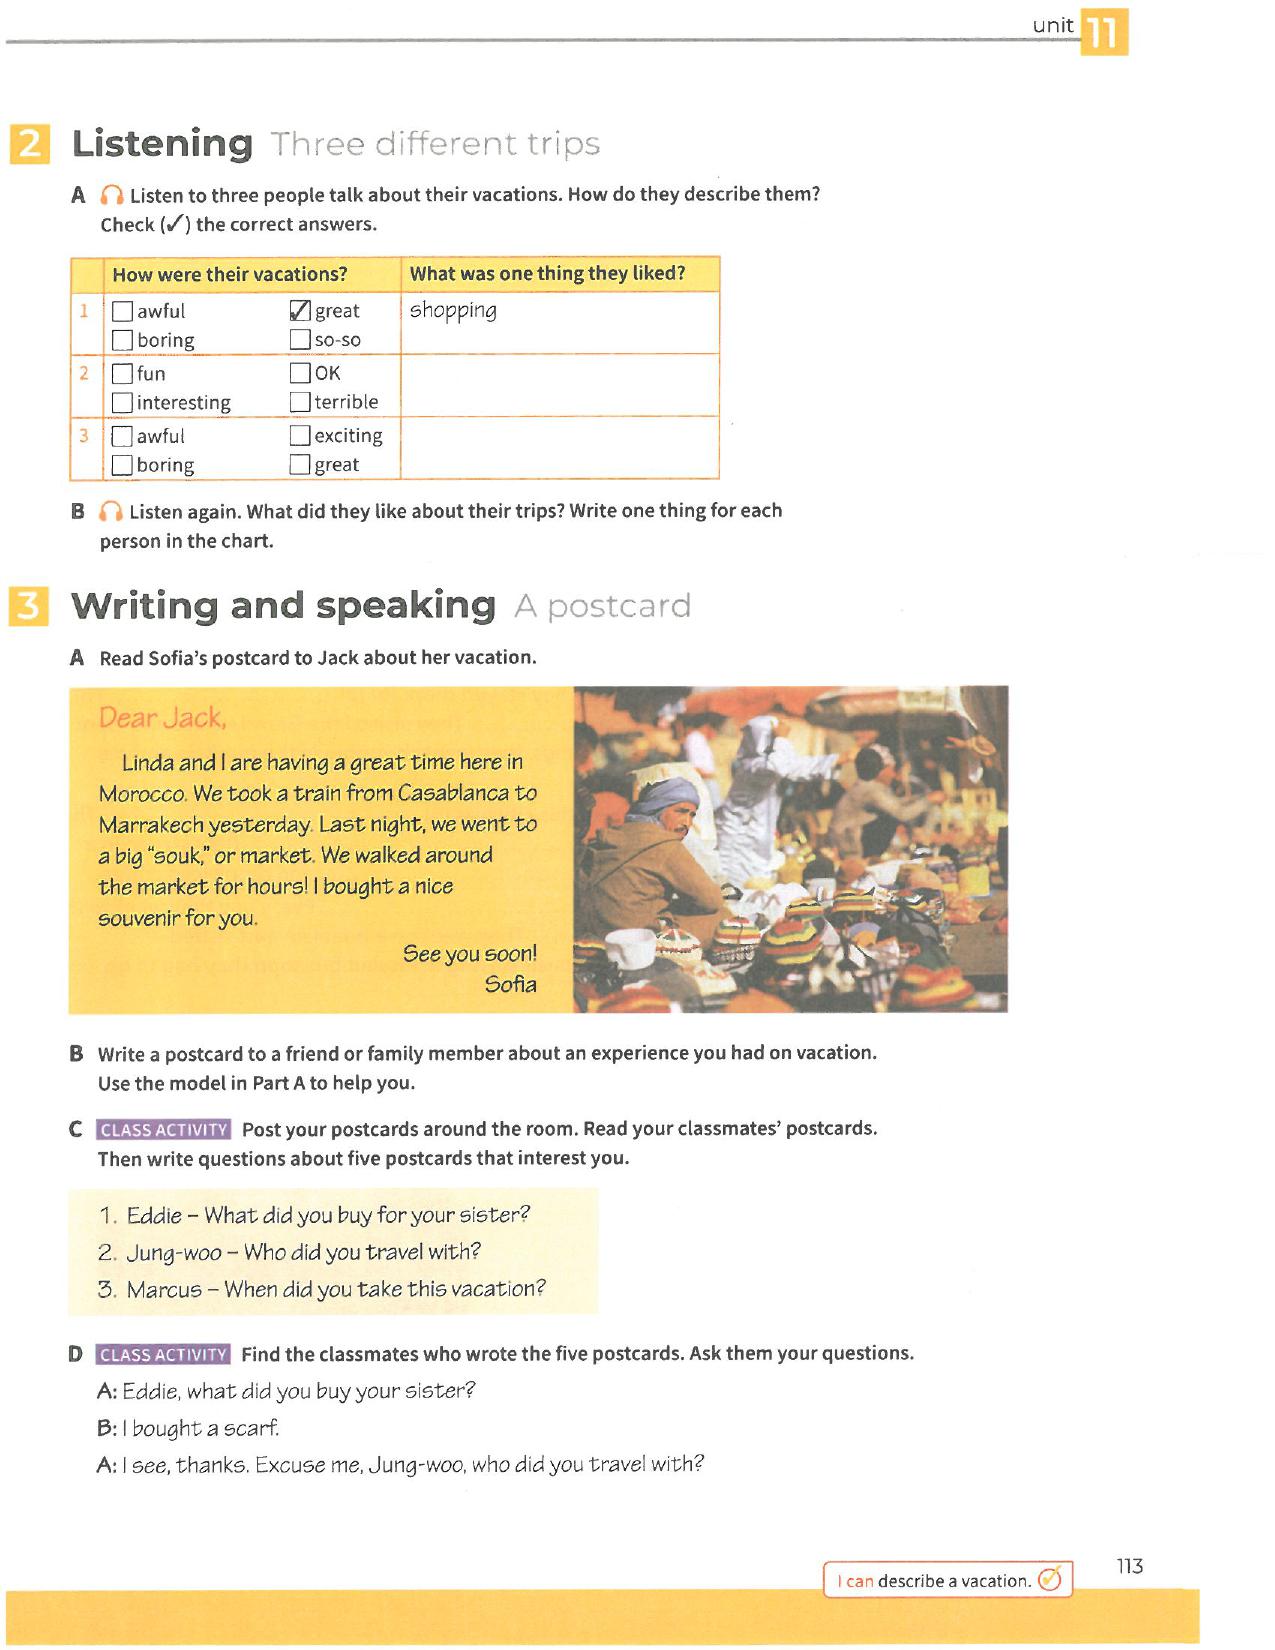 unit 11
2 Listening Three different trips
A Listen to three people talk about their vacations. How do they describe them?
Check (✓) the correct answers.
How were their vacations? What was one thing they liked?
1 awful great shopping
boring so-so
2 fun OK
interesting terrible
3 awful exciting
boring great
B Listen again. What did they like about their trips? Write one thing for each
person in the chart.
3 Writing and speaking A postcard
A Read Sofia's postcard to Jack about her vacation.
Dear Jack,
Linda and I are having a great time here in
Morocco. We took a train from Casablanca to
Marrakech yesterday. Last night, we went to
a big "souk," or market. We walked around
the market for hours! I bought a nice
souvenir for you.
See you soon!
Sofia
B Write a postcard to a friend or family member about an experience you had on vacation.
Use the model in Part A to help you.
C CLASS ACTIVITY Post your postcards around the room. Read your classmates' postcards.
Then write questions about five postcards that interest you.
1. Eddie – What did you buy for your sister?
2. Jung-woo – Who did you travel with?
3. Marcus – When did you take this vacation?
D CLASS ACTIVITY Find the classmates who wrote the five postcards. Ask them your questions.
A: Eddie, what did you buy your sister?
B: I bought a scarf.
A: I see, thanks. Excuse me, Jung-woo, who did you travel with?
I can describe a vacation.
113